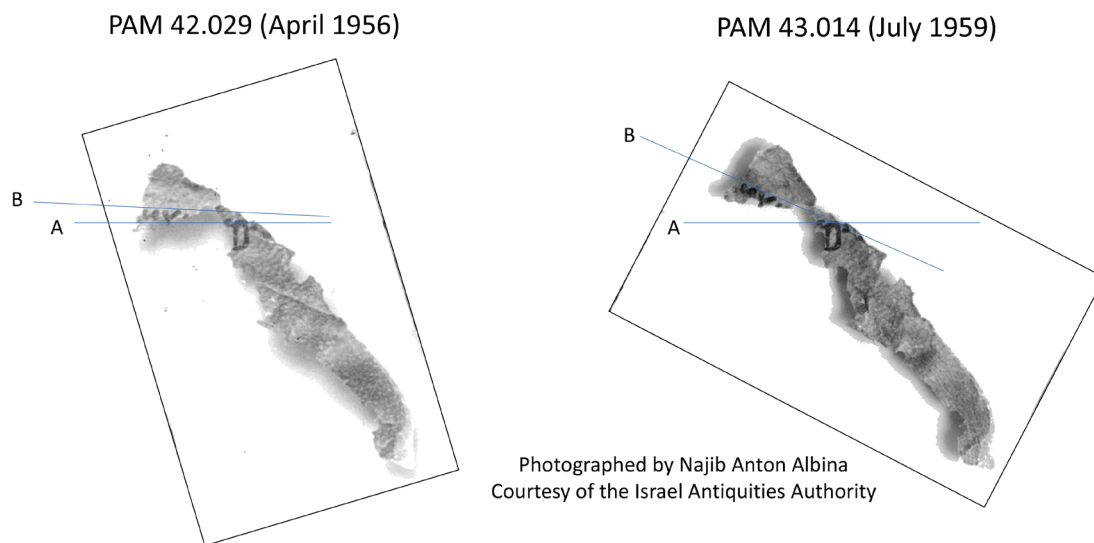 PAM 42.029 (April 1956)
PAM 43.014 (July 1959)
B
A
B
A
Photographed by Najib Anton Albina
Courtesy of the Israel Antiquities Authority